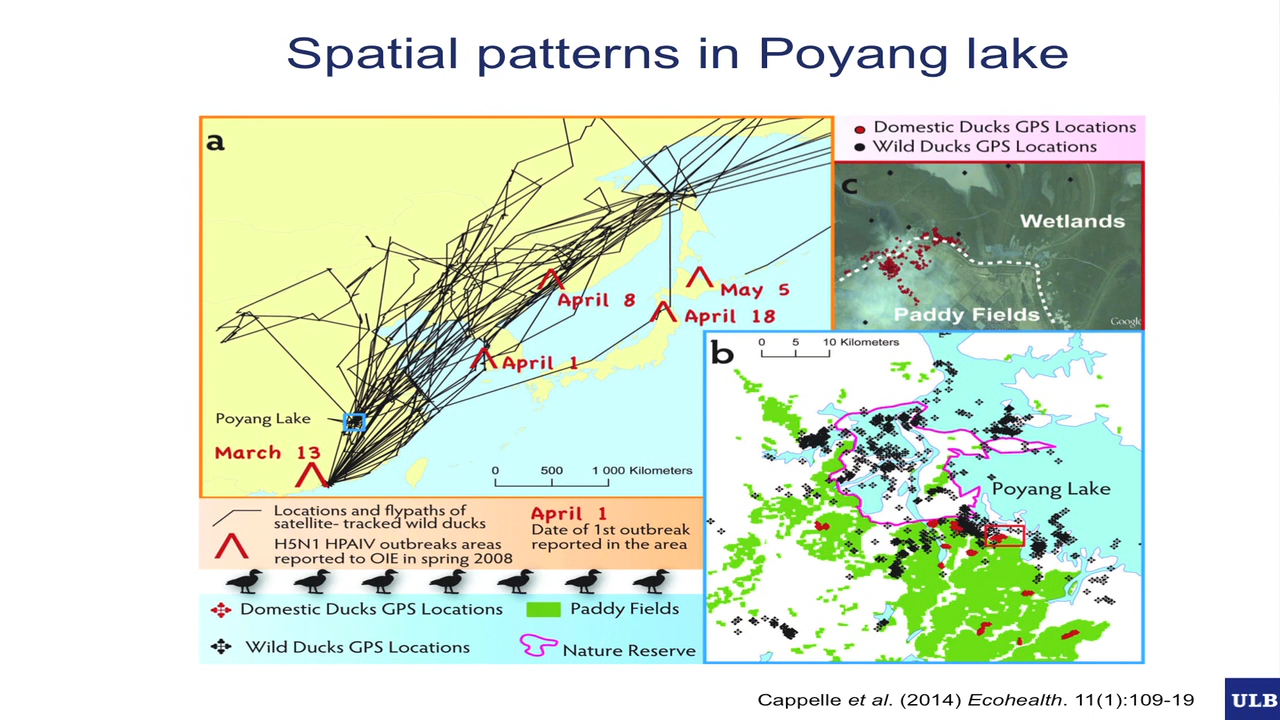 Spatial patterns in Poyang lake
a
April 8
May 5
April 18
April 1
Poyang Lake
March 13
0 500 1 000 Kilometers
Domestic Ducks GPS Locations
Wild Ducks GPS Locations
c
Wetlands
Paddy Fields
Google
b
0 5 10 Kilometers
Poyang Lake
Locations and flypaths of
satellite- tracked wild ducks
H5N1 HPAIV outbreaks areas
reported to OIE in spring 2008
April 1
Date of 1st outbreak
reported in the area
Domestic Ducks GPS Locations
Paddy Fields
Wild Ducks GPS Locations
Nature Reserve
Cappelle et al. (2014) Ecohealth. 11(1):109-19
ULB